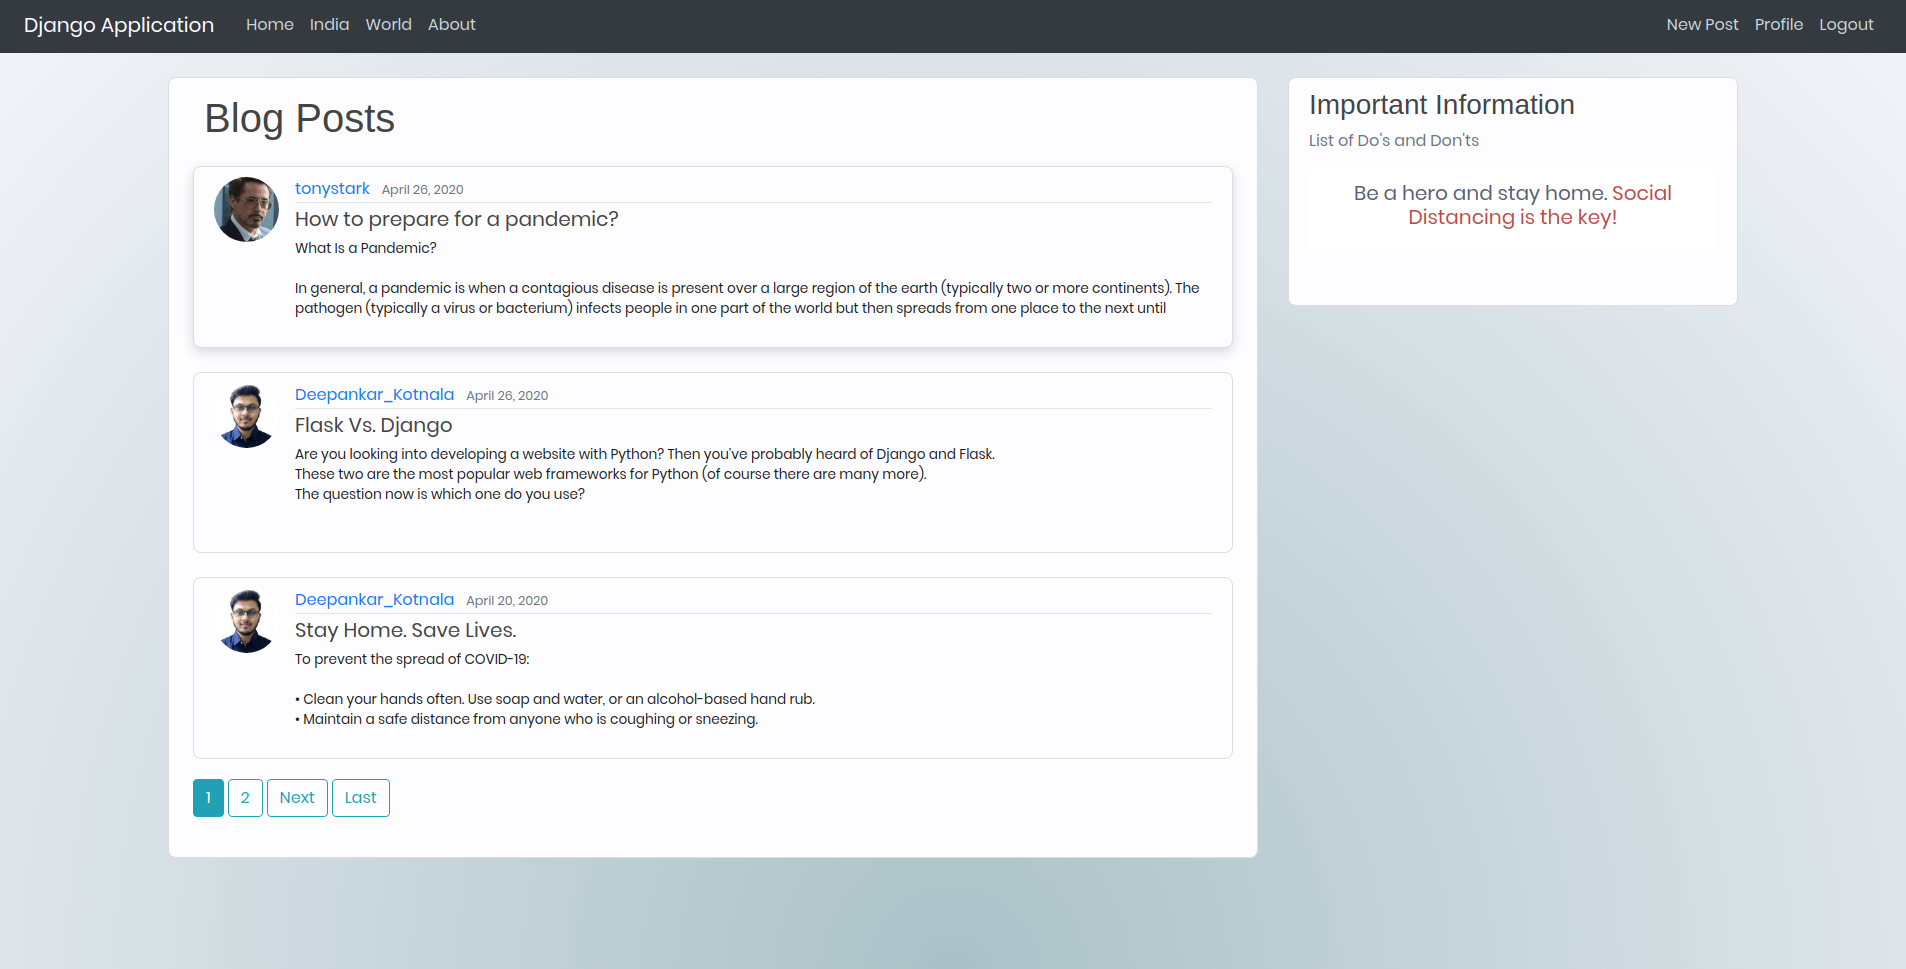 Django Application Home India World About New Post Profile Logout
Blog Posts
tonystark April 26, 2020
How to prepare for a pandemic?
What Is a Pandemic?
In general, a pandemic is when a contagious disease is present over a large region of the earth (typically two or more continents). The
pathogen (typically a virus or bacterium) infects people in one part of the world but then spreads from one place to the next until
Deepankar_Kotnala April 26, 2020
Flask Vs. Django
Are you looking into developing a website with Python? Then you've probably heard of Django and Flask.
These two are the most popular web frameworks for Python (of course there are many more).
The question now is which one do you use?
Deepankar_Kotnala April 20, 2020
Stay Home. Save Lives.
To prevent the spread of COVID-19:
• Clean your hands often. Use soap and water, or an alcohol-based hand rub.
• Maintain a safe distance from anyone who is coughing or sneezing.
1 2 Next Last
Important Information
List of Do's and Don'ts
Be a hero and stay home. Social
Distancing is the key!